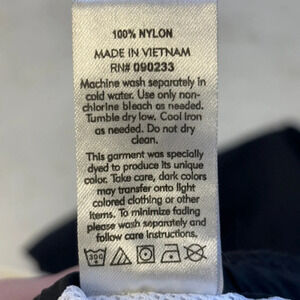 100% NYLON
MADE IN VIETNAM
RN# 090233
Machine wash separately in
cold water. Use only non-
chlorine bleach as needed.
Tumble dry low. Cool iron
as needed. Do not dry
clean.
This garment was specially
dyed to produce its unique
color. Take care, dark colors
may transfer onto light
colored clothing or other
items. To minimize fading
please wash separately and
follow care instructions.